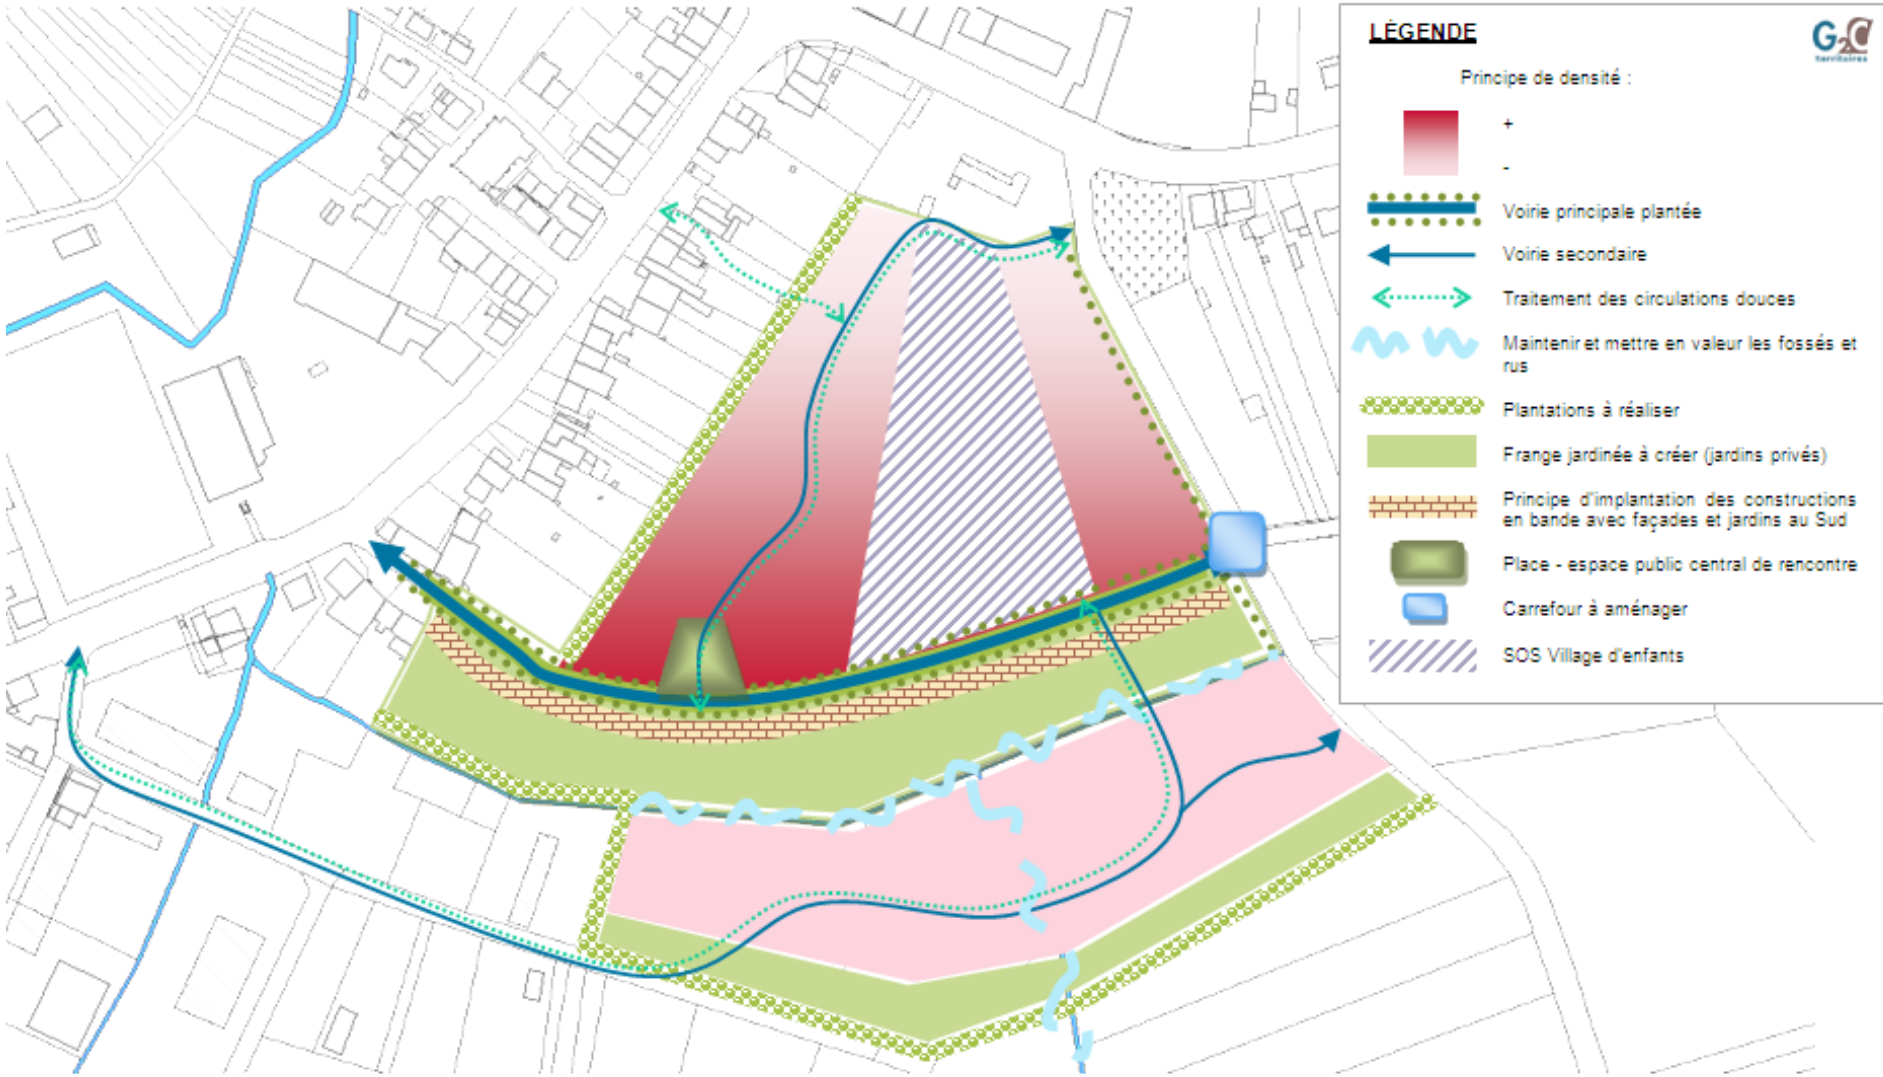 LÉGENDE
G2C
territoires
Principe de densité :
+
-
Voirie principale plantée
Voirie secondaire
Traitement des circulations douces
Maintenir et mettre en valeur les fossés et
rus
Plantations à réaliser
Frange jardinée à créer (jardins privés)
Principe d'implantation des constructions
en bande avec façades et jardins au Sud
Place - espace public central de rencontre
Carrefour à aménager
SOS Village d'enfants